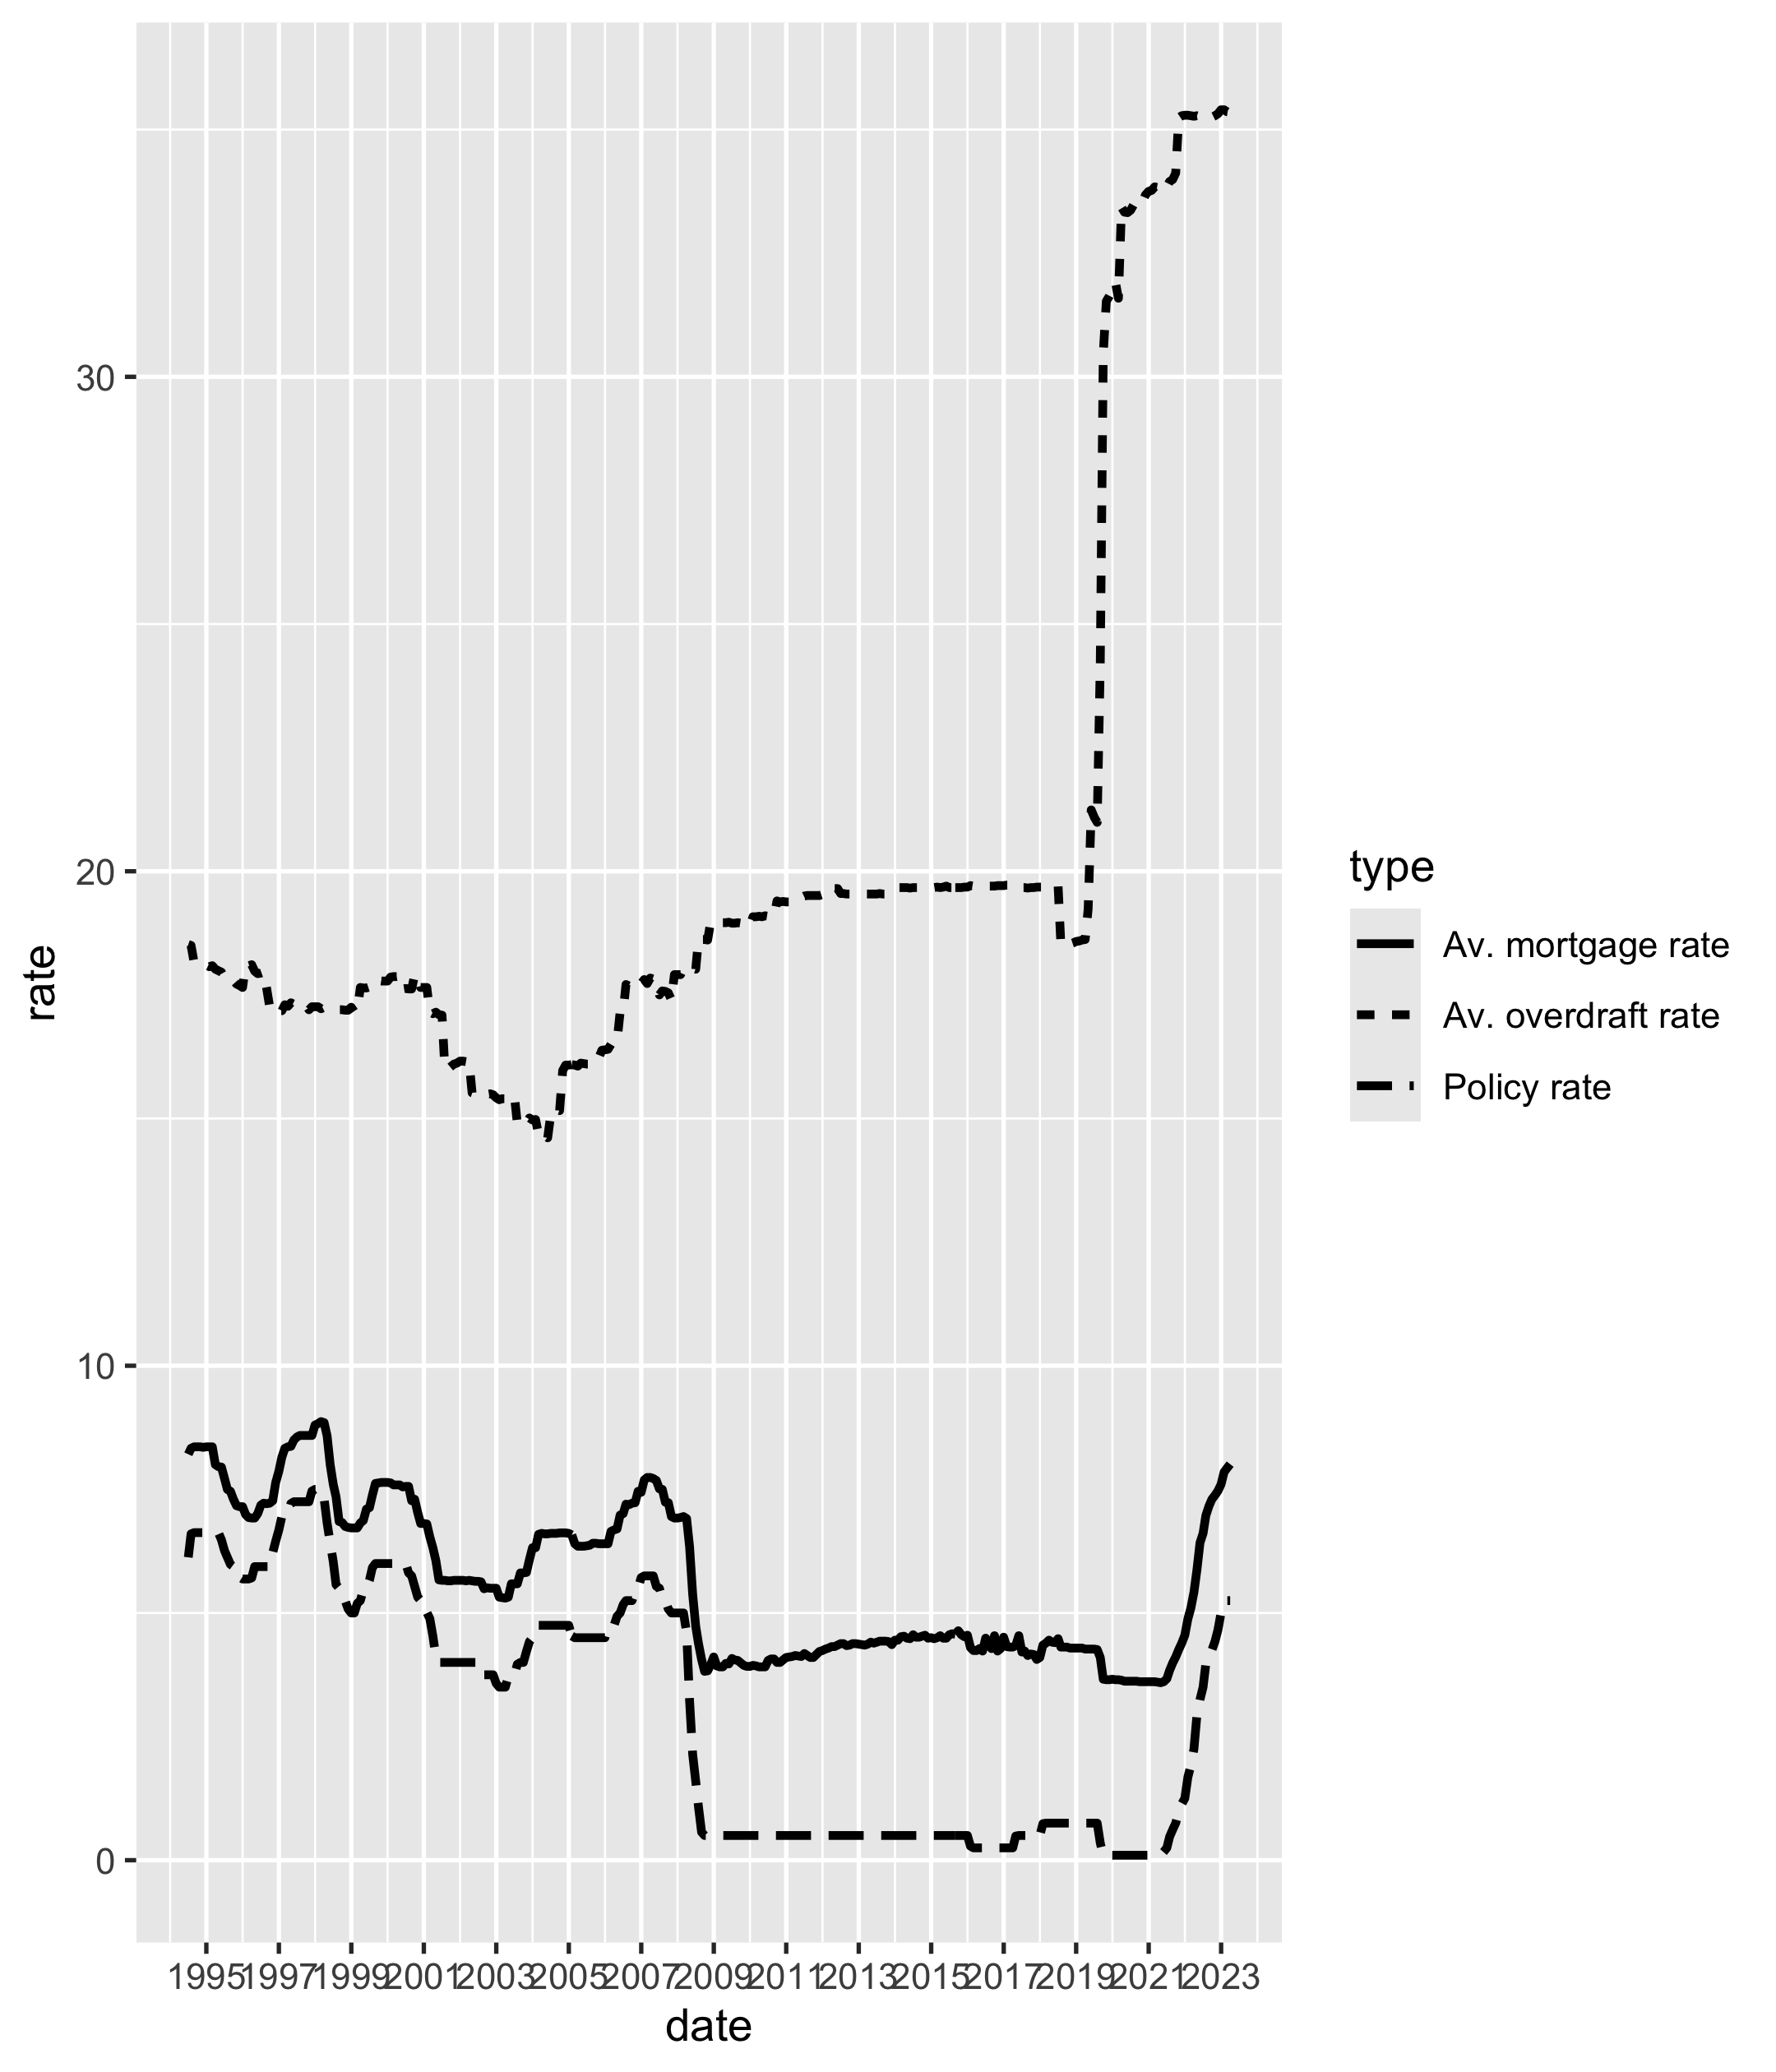 rate
30
20
10
0
1995 1997 1999 2001 2003 2005 2007 2009 2011 2013 2015 2017 2019 2021 2023
date
type
Av. mortgage rate
Av. overdraft rate
Policy rate